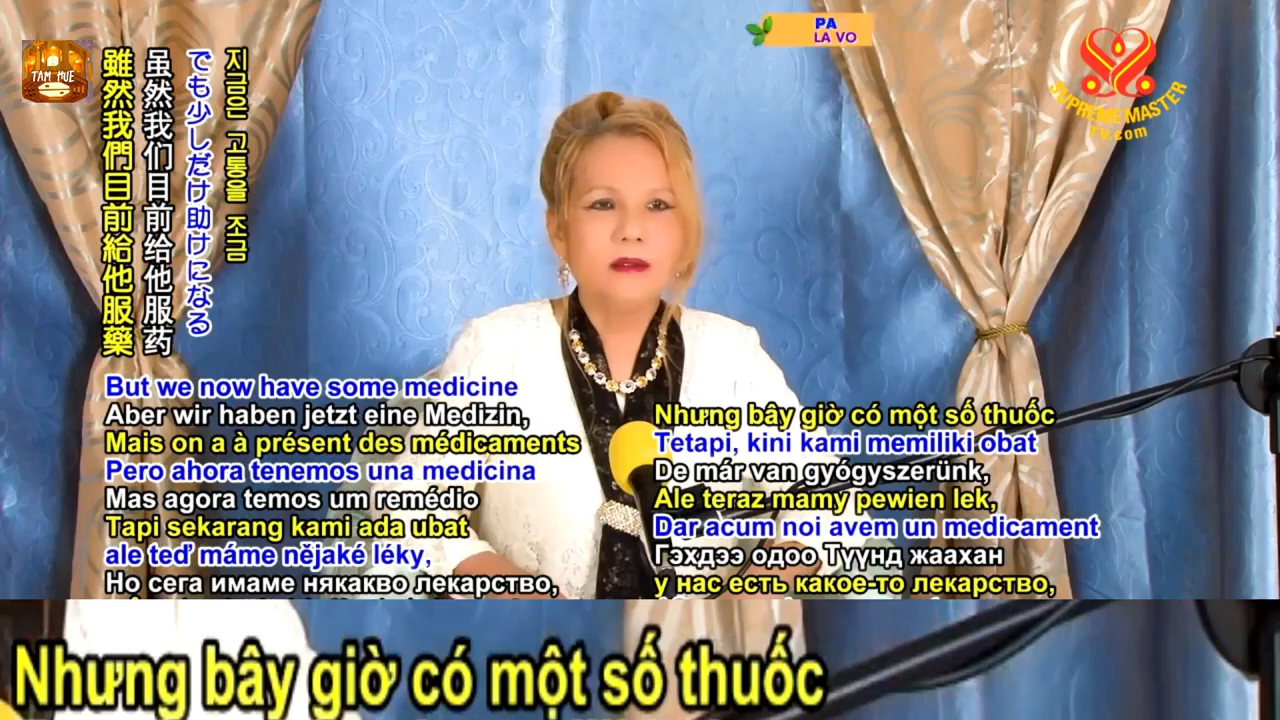 TAM HUE
PA
LA VO
SUPREME MASTER
TV.com
지금은 고통을 조금
でも少しだけ助けになる
虽然我们目前给他服药
雖然我們目前給他服藥
But we now have some medicine
Aber wir haben jetzt eine Medizin,
Mais on a à présent des médicaments
Pero ahora tenemos una medicina
Mas agora temos um remédio
Tapi sekarang kami ada ubat
ale teď máme nějaké léky,
Но сега имаме някакво лекарство,
Nhưng bây giờ có một số thuốc
Tetapi, kini kami memiliki obat
De már van gyógyszerünk,
Ale teraz mamy pewien lek,
Dar acum noi avem un medicament
Гэхдээ одоо Түүнд жаахан
у нас есть какое-то лекарство,
Nhưng bây giờ có một số thuốc